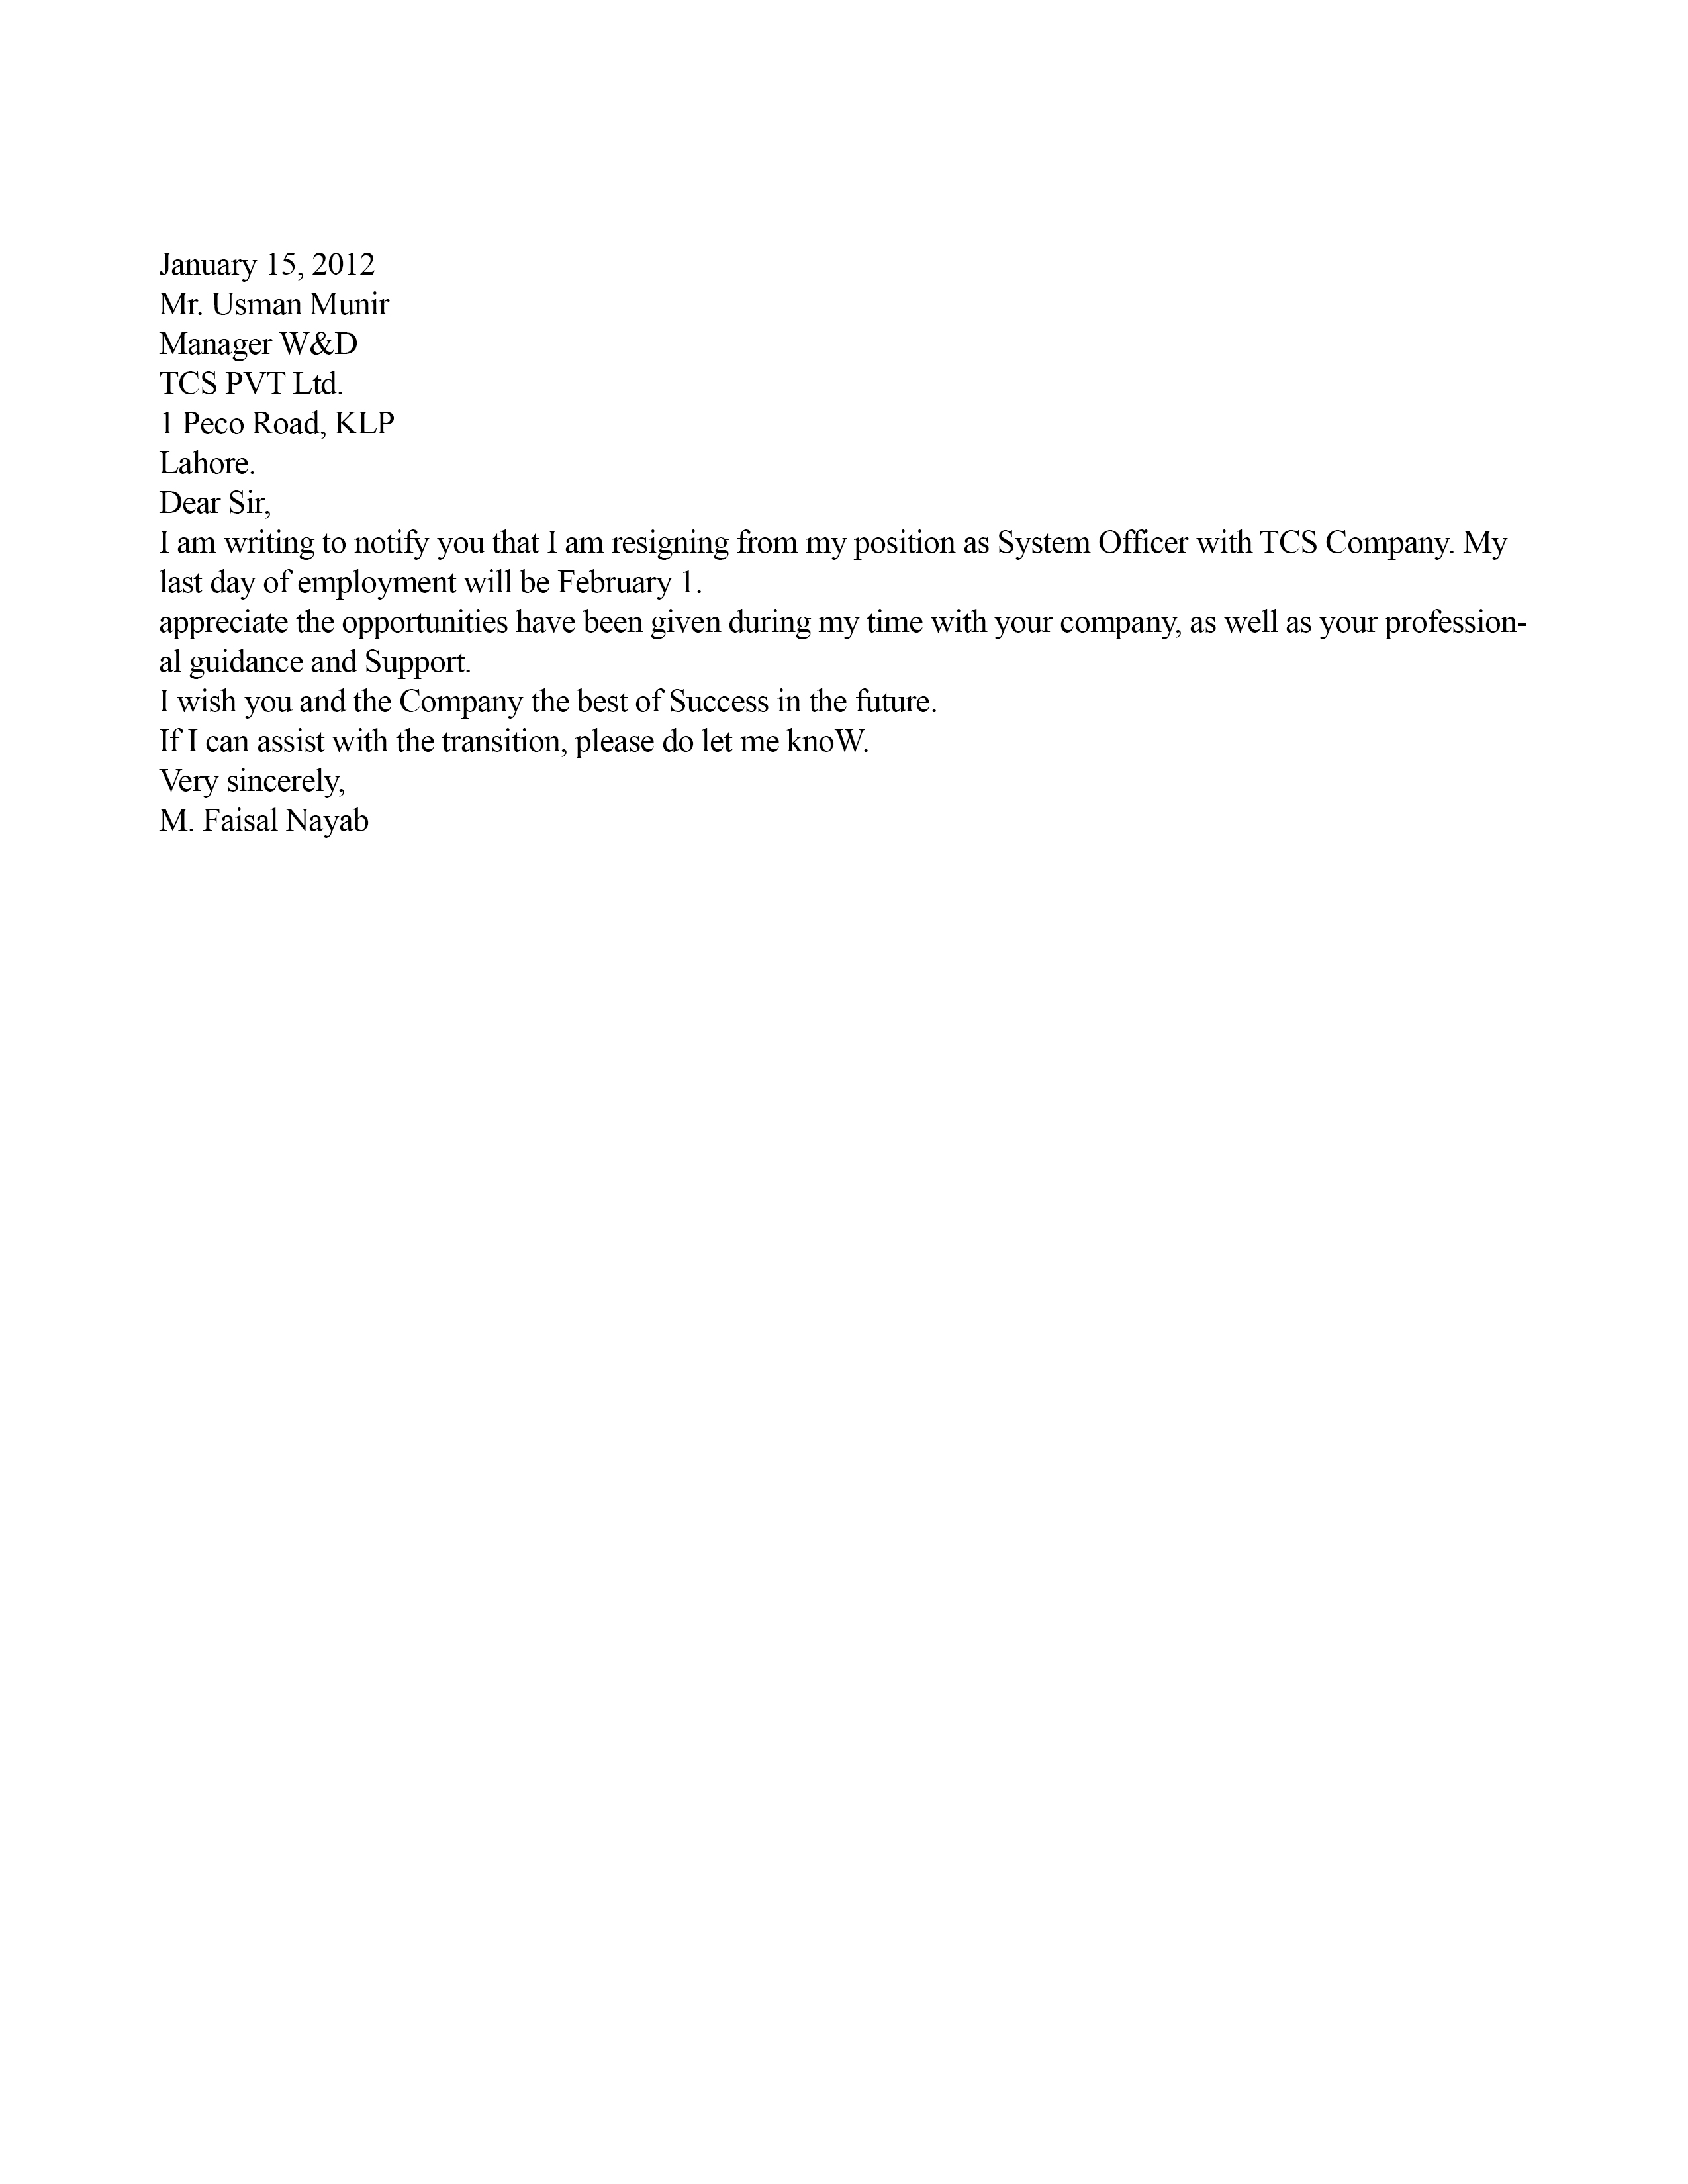 January 15, 2012
Mr. Usman Munir
Manager W&D
TCS PVT Ltd.
1 Peco Road, KLP
Lahore.
Dear Sir,
I am writing to notify you that I am resigning from my position as System Officer with TCS Company. My
last day of employment will be February 1.
appreciate the opportunities have been given during my time with your company, as well as your profession-
al guidance and Support.
I wish you and the Company the best of Success in the future.
If I can assist with the transition, please do let me knoW.
Very sincerely,
M. Faisal Nayab